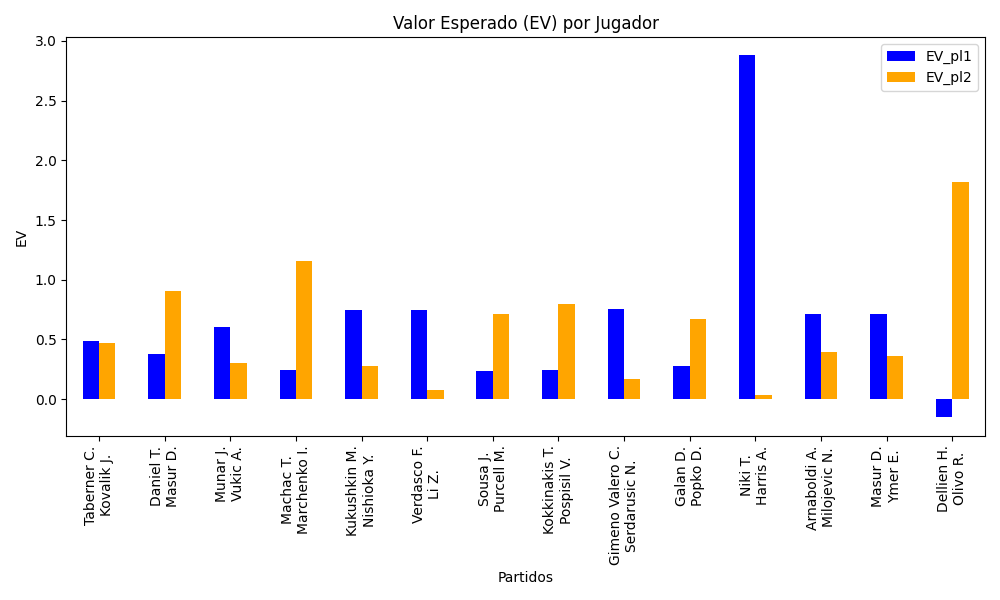 Valor Esperado (EV) por Jugador
EV_pl1
EV_pl2
EV
3.0
2.5
2.0
1.5
1.0
0.5
0.0
Taberner C.
Kovalik J.
Daniel T.
Masur D.
Munar J.
Vukic A.
Machac T.
Marchenko I.
Kukushkin M.
Nishioka Y.
Verdasco F.
Li Z.
Sousa J.
Purcell M.
Kokkinakis T.
Pospisil V.
Gimeno Valero C.
Serdarusic N.
Galan D.
Popko D.
Niki T.
Harris A.
Arnaboldi A.
Milojevic N.
Masur D.
Ymer E.
Dellien H.
Olivo R.
Partidos